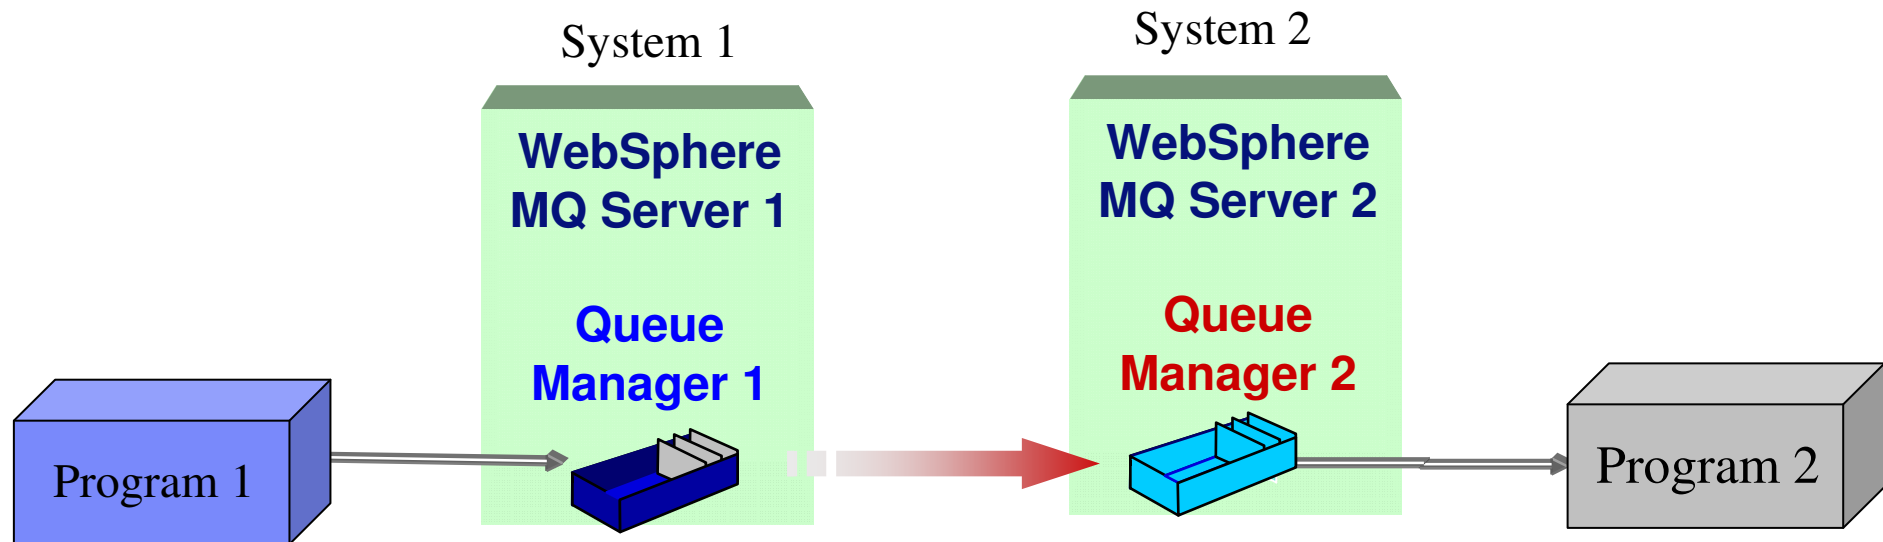 System 1
WebSphere
MQ Server 1
Queue
Manager 1
System 2
WebSphere
MQ Server 2
Queue
Manager 2
Program 1
Program 2